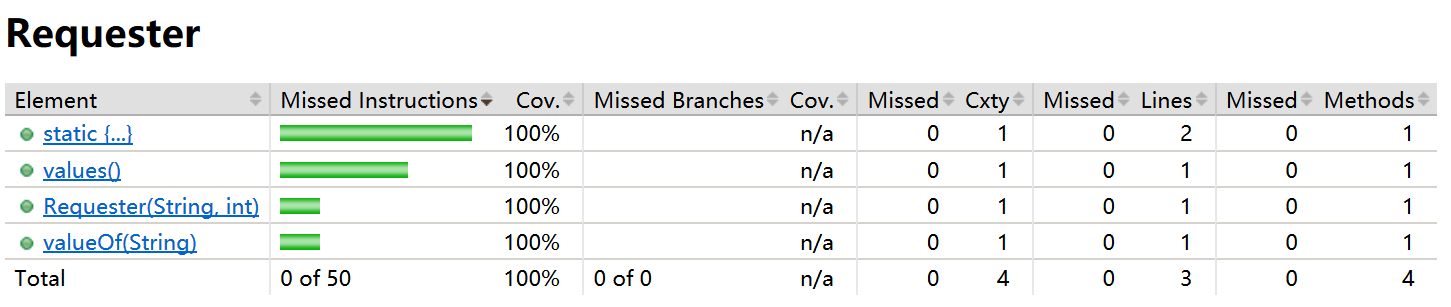 Requester
Element Missed Instructions Cov. Missed Branches Cov. Missed Cxty Missed Lines Missed Methods
static {...} 100% n/a 0 1 0 2 0 1
values() 100% n/a 0 1 0 1 0 1
Requester(String, int) 100% n/a 0 1 0 1 0 1
valueOf(String) 100% n/a 0 1 0 1 0 1
Total 0 of 50 100% 0 of 0 n/a 0 4 0 3 0 4